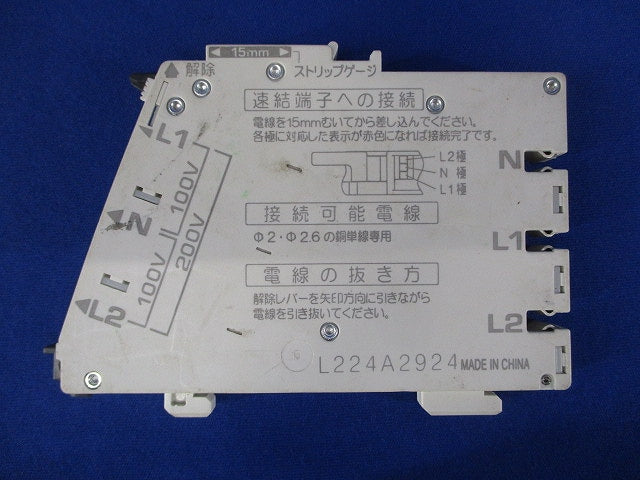 15mm
解除
ストリップゲージ
速結端子への接続
電線を15mmむいてから差し込んでください。
各極に対応した表示が赤色になれば接続完了です。
L2極
N 極
L1極
接続可能電線
Φ2・Φ2.6の銅単線専用
電線の抜き方
解除レバーを矢印方向に引きながら
電線を引き抜いてください。
L1
N
L2
100V
100V
200V
N
L1
L2
L224A2924
MADE IN CHINA